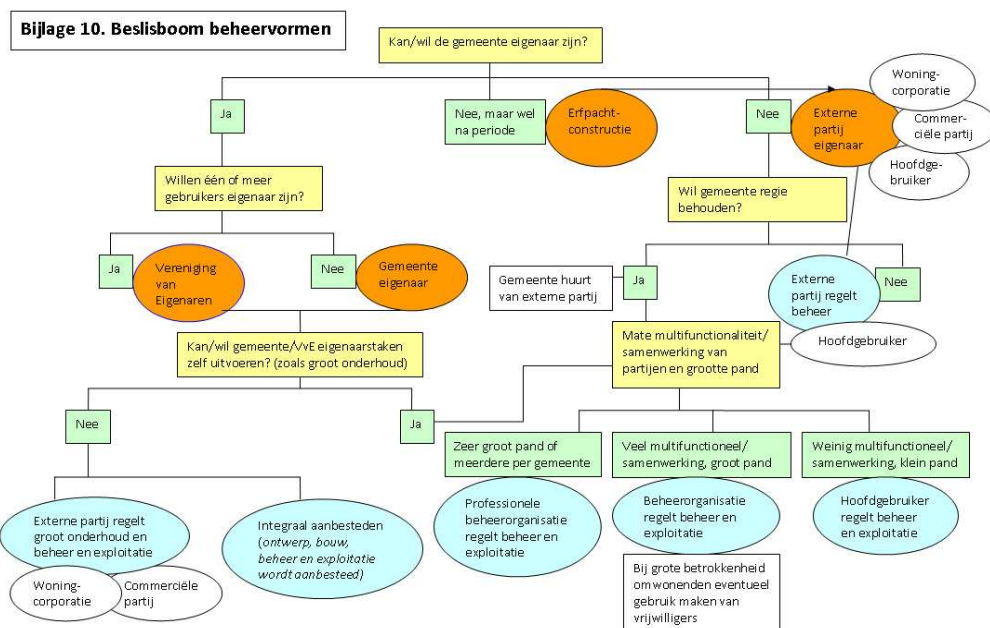 Bijlage 10. Beslisboom beheervormen
Kan/wil de gemeente eigenaar zijn?
Ja
Nee, maar wel
na periode
Erfpacht-
constructie
Nee
Externe
partij
eigenaar
Woning-
corporatie
Commer-
ciële partij
Hoofdge-
bruiker
Willen één of meer
gebruikers eigenaar zijn?
Wil gemeente regie
behouden?
Ja
Vereniging
van
Eigenaren
Nee
Gemeente
eigenaar
Gemeente huurt
van externe partij
Ja
Externe
partij regelt
beheer
Nee
Hoofdgebruiker
Kan/wil gemeente/VvE eigenaarstaken
zelf uitvoeren? (zoals groot onderhoud)
Mate multifunctionaliteit/
samenwerking van
partijen en grootte pand
Nee
Ja
Zeer groot pand of
meerdere per gemeente
Veel multifunctioneel/
samenwerking, groot pand
Weinig multifunctioneel/
samenwerking, klein pand
Externe partij regelt
groot onderhoud en
beheer en exploitatie
Woning-
corporatie
Commerciële
partij
Integraal aanbesteden
(ontwerp, bouw,
beheer en exploitatie
wordt aanbesteed)
Professionele
beheerorganisatie
regelt beheer en
exploitatie
Beheerorganisatie
regelt beheer en
exploitatie
Hoofdgebruiker
regelt beheer
en exploitatie
Bij grote betrokkenheid
omwonenden eventueel
gebruik maken van
vrijwilligers